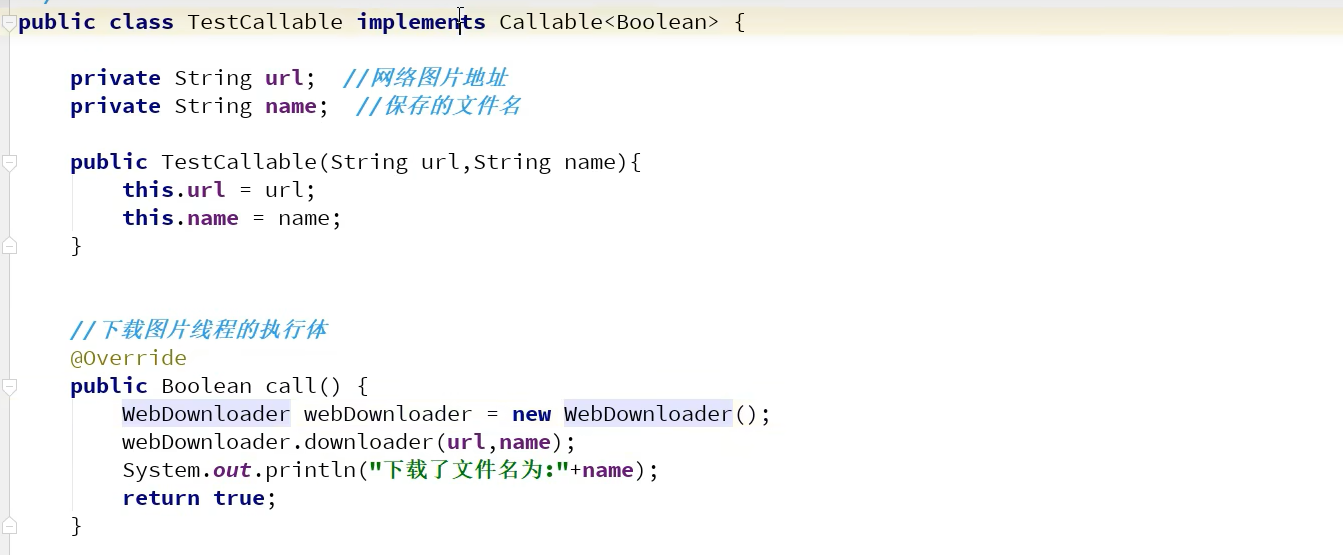 public class TestCallable implements Callable<Boolean> {
private String url; //网络图片地址
private String name; //保存的文件名
public TestCallable(String url,String name){
this.url = url;
this.name = name;
}
//下载图片线程的执行体
@Override
public Boolean call() {
WebDownloader webDownloader = new WebDownloader();
webDownloader.downloader(url,name);
System.out.println("下载了文件名为:"+name);
return true;
}